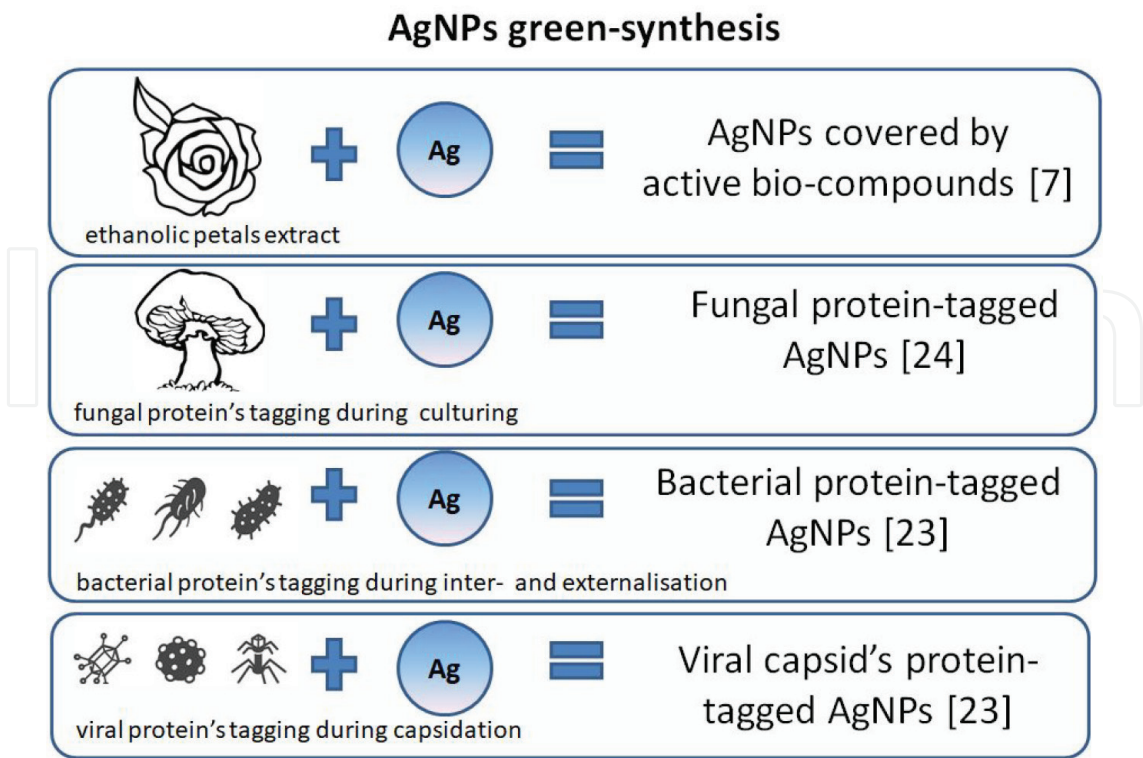 AgNPs green-synthesis
Ag
AgNPs covered by
active bio-compounds [7]
ethanolic petals extract
Ag
Fungal protein-tagged
AgNPs [24]
fungal protein's tagging during culturing
Ag
Bacterial protein-tagged
AgNPs [23]
bacterial protein's tagging during inter- and externalisation
Ag
Viral capsid's protein-
tagged AgNPs [23]
viral protein's tagging during capsidation